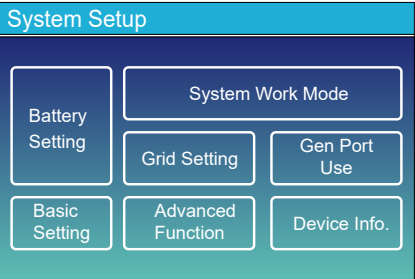 System Setup
Battery
Setting
System Work Mode
Grid Setting
Gen Port
Use
Basic
Setting
Advanced
Function
Device Info.